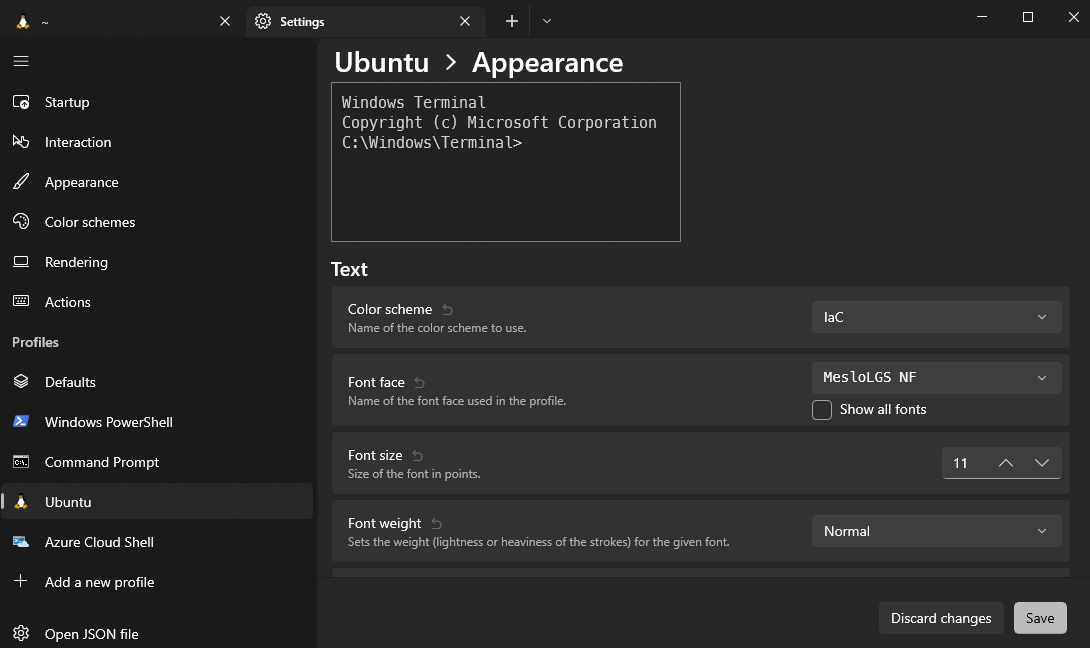 ~
Settings
Startup
Interaction
Appearance
Color schemes
Rendering
Actions
Profiles
Defaults
Windows PowerShell
Command Prompt
Ubuntu
Azure Cloud Shell
Add a new profile
Open JSON file
Ubuntu > Appearance
Windows Terminal
Copyright (c) Microsoft Corporation
C:\Windows\Terminal>
Text
Color scheme
Name of the color scheme to use.
IaC
Font face
Name of the font face used in the profile.
MesloLGS NF
Show all fonts
Font size
Size of the font in points.
11
Font weight
Sets the weight (lightness or heaviness of the strokes) for the given font.
Normal
Discard changes
Save